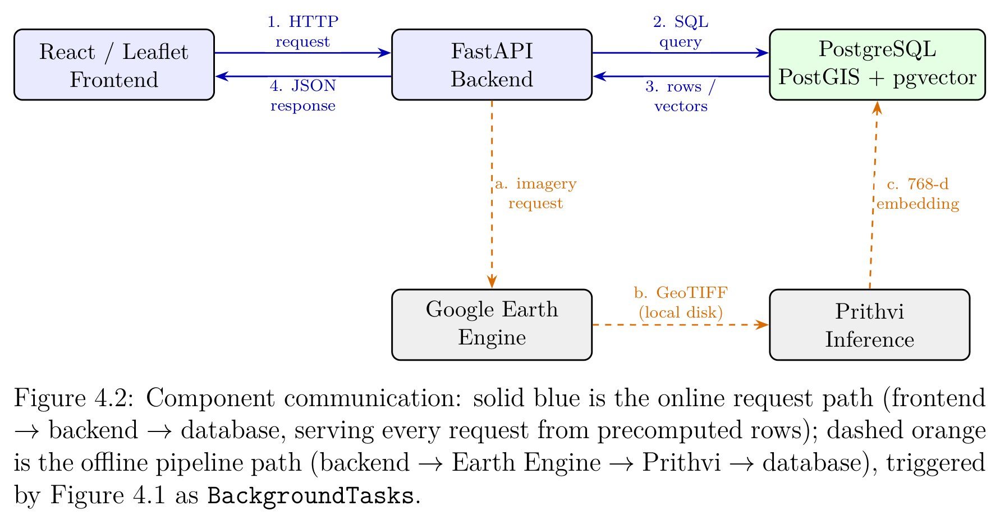 1. HTTP
request
2. SQL
query
React / Leaflet
Frontend
FastAPI
Backend
PostgreSQL
PostGIS + pgvector
4. JSON
response
3. rows /
vectors
a. imagery
request
c. 768-d
embedding
Google Earth
Engine
b. GeoTIFF
(local disk)
Prithvi
Inference
Figure 4.2: Component communication: solid blue is the online request path (frontend
→ backend → database, serving every request from precomputed rows); dashed orange
is the offline pipeline path (backend → Earth Engine → Prithvi → database), triggered
by Figure 4.1 as BackgroundTasks.